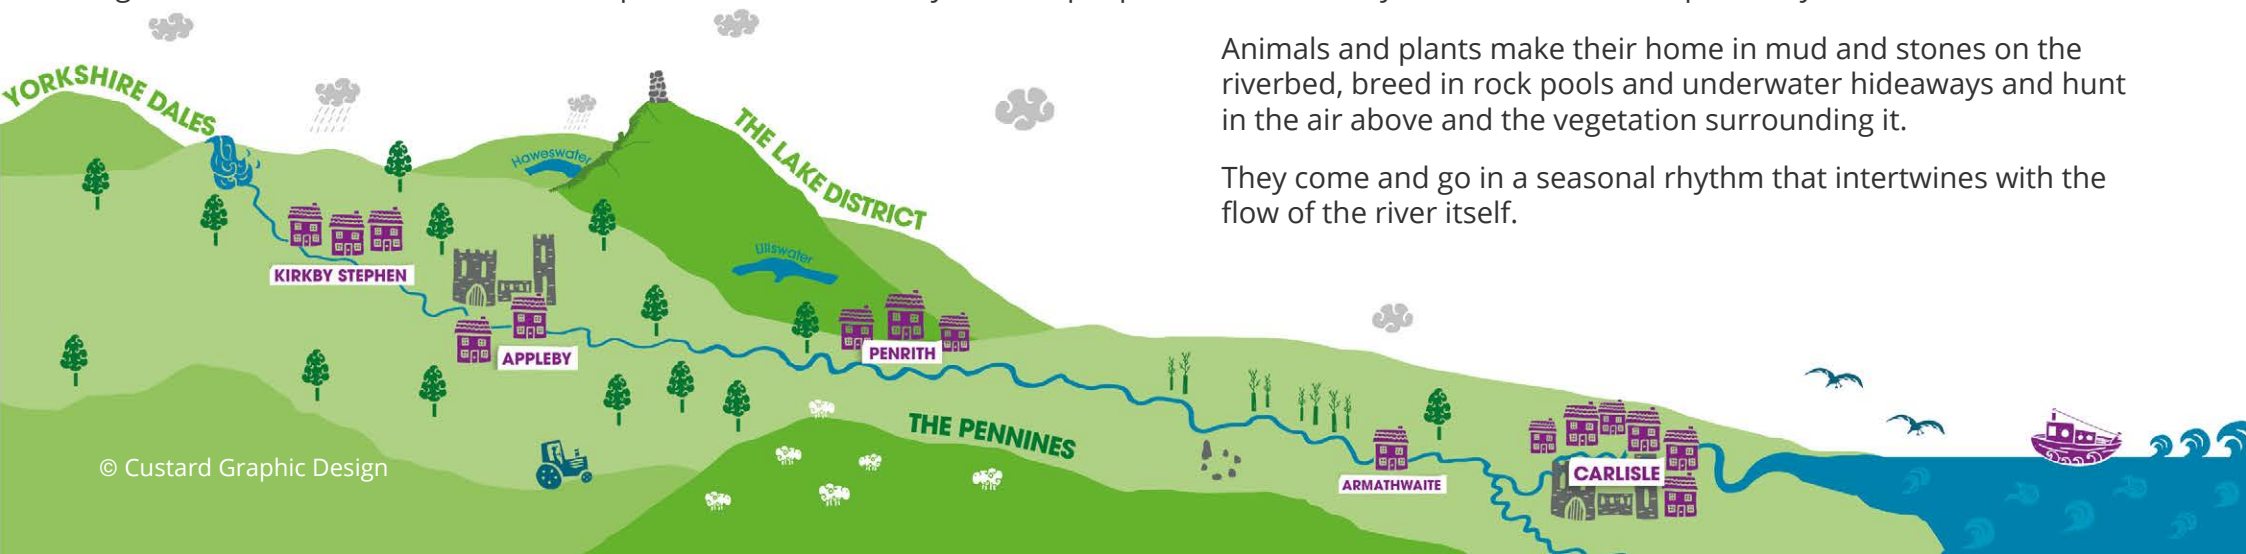 Animals and plants make their home in mud and stones on the
riverbed, breed in rock pools and underwater hideaways and hunt
in the air above and the vegetation surrounding it.
They come and go in a seasonal rhythm that intertwines with the
flow of the river itself.
YORKSHIRE DALES
Haweswater
THE LAKE DISTRICT
Ullswater
KIRKBY STEPHEN
APPLEBY
PENRITH
THE PENNINES
ARMATHWAITE
CARLISLE
© Custard Graphic Design